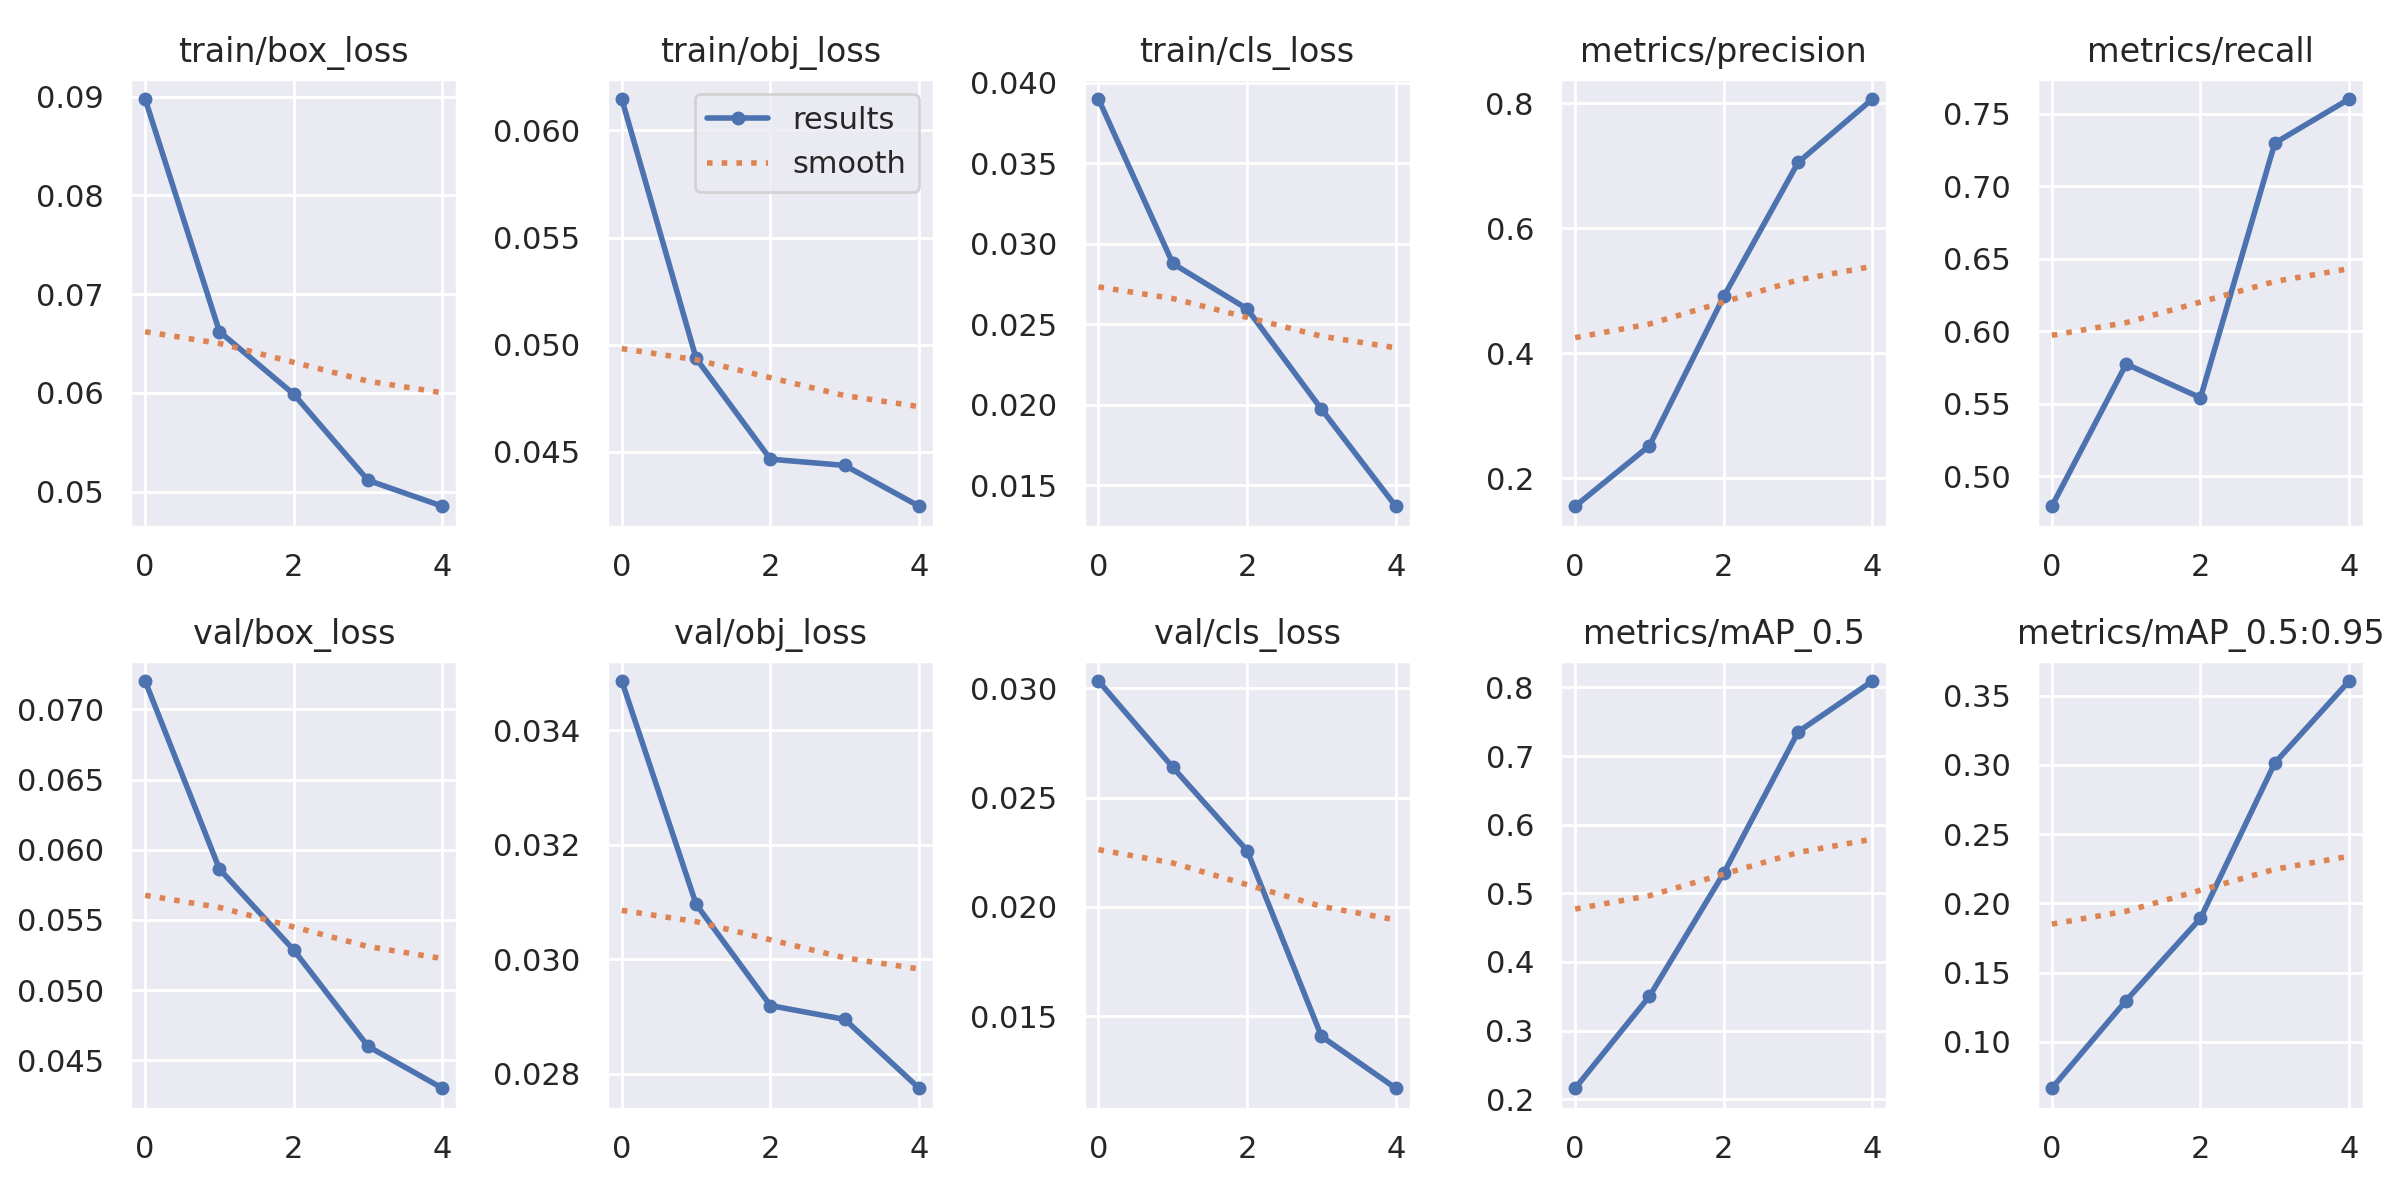 train/box_loss
0.09
0.08
0.07
0.06
0.05
0 2 4
train/obj_loss
results
smooth
0.060
0.055
0.050
0.045
0 2 4
train/cls_loss
0.040
0.035
0.030
0.025
0.020
0.015
0 2 4
metrics/precision
0.8
0.6
0.4
0.2
0 2 4
metrics/recall
0.75
0.70
0.65
0.60
0.55
0.50
0 2 4
val/box_loss
0.070
0.065
0.060
0.055
0.050
0.045
0 2 4
val/obj_loss
0.034
0.032
0.030
0.028
0 2 4
val/cls_loss
0.030
0.025
0.020
0.015
0 2 4
metrics/mAP_0.5
0.8
0.7
0.6
0.5
0.4
0.3
0.2
0 2 4
metrics/mAP_0.5:0.95
0.35
0.30
0.25
0.20
0.15
0.10
0 2 4